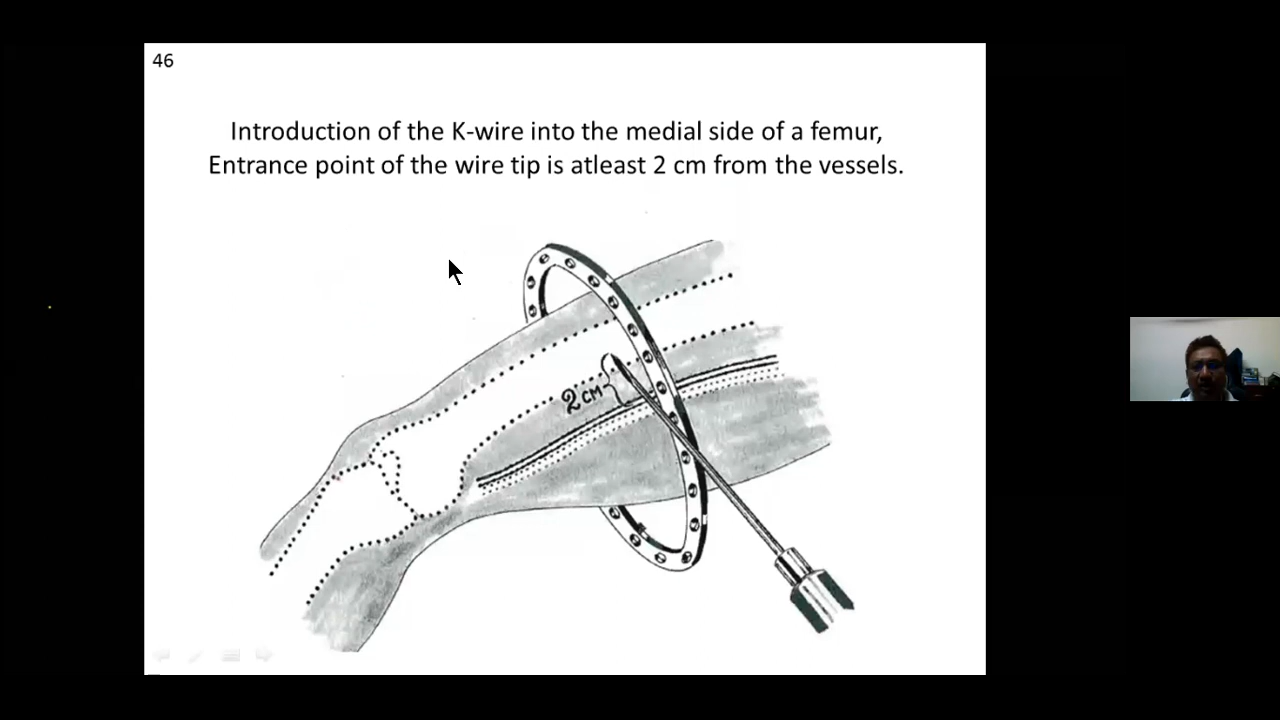 46
Introduction of the K-wire into the medial side of a femur,
Entrance point of the wire tip is atleast 2 cm from the vessels.
2 CM